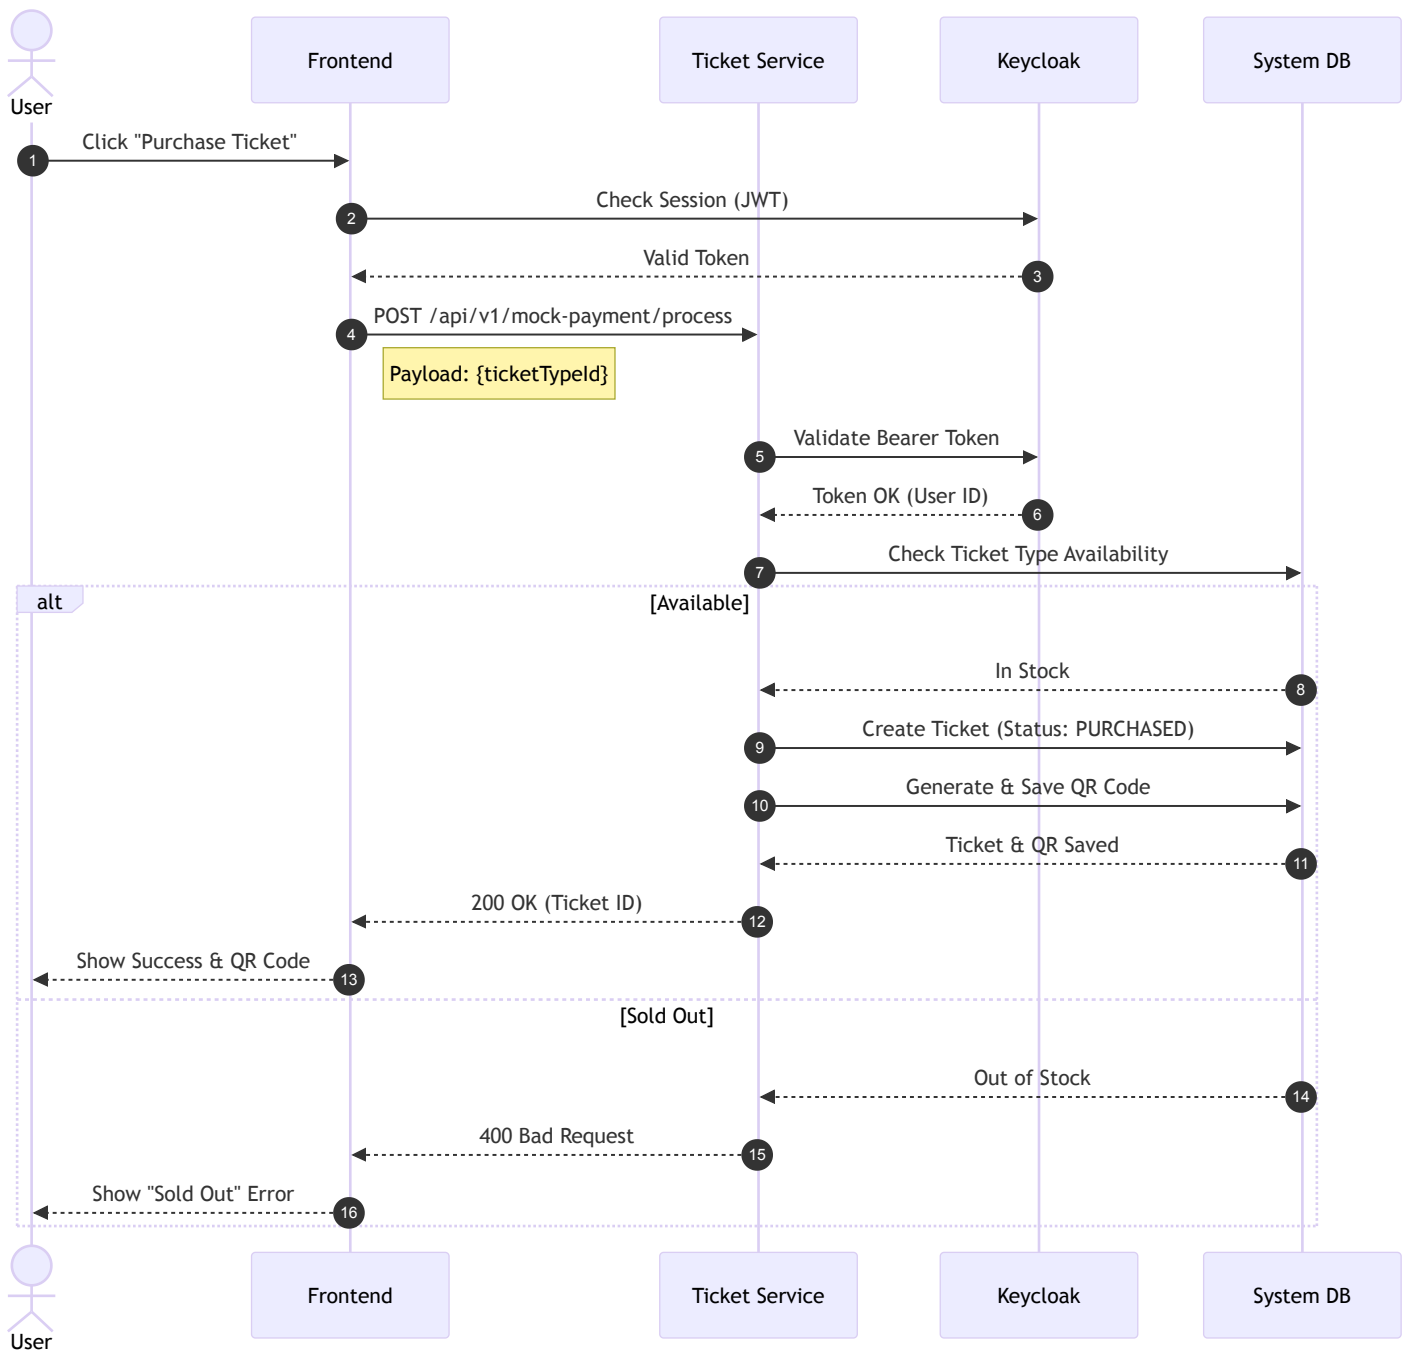 User
Frontend
Ticket Service
Keycloak
System DB
Click "Purchase Ticket"
1
Check Session (JWT)
2
Valid Token
3
POST /api/v1/mock-payment/process
4
Payload: {ticketTypeId}
Validate Bearer Token
5
Token OK (User ID)
6
Check Ticket Type Availability
7
alt
[Available]
In Stock
8
Create Ticket (Status: PURCHASED)
9
Generate & Save QR Code
10
Ticket & QR Saved
11
200 OK (Ticket ID)
12
Show Success & QR Code
13
[Sold Out]
Out of Stock
14
400 Bad Request
15
Show "Sold Out" Error
16
User
Frontend
Ticket Service
Keycloak
System DB